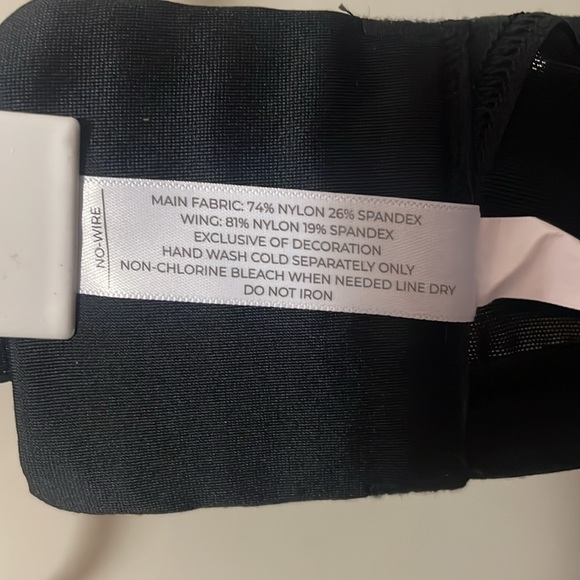 NO-WIRE
MAIN FABRIC: 74% NYLON 26% SPANDEX
WING: 81% NYLON 19% SPANDEX
EXCLUSIVE OF DECORATION
HAND WASH COLD SEPARATELY ONLY
NON-CHLORINE BLEACH WHEN NEEDED LINE DRY
DO NOT IRON